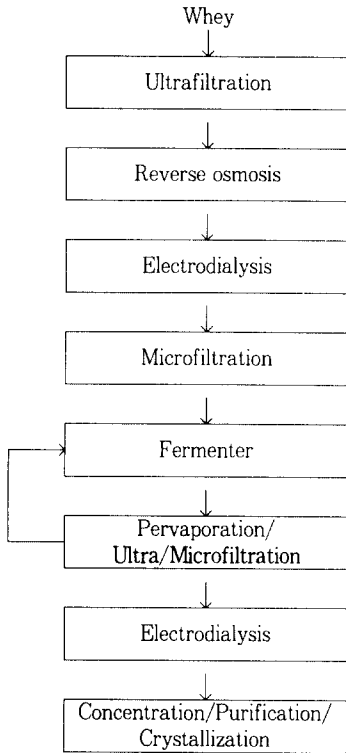 Whey
Ultrafiltration
Reverse osmosis
Electrodialysis
Microfiltration
Fermenter
Pervaporation/
Ultra/Microfiltration
Electrodialysis
Concentration/Purification/
Crystallization